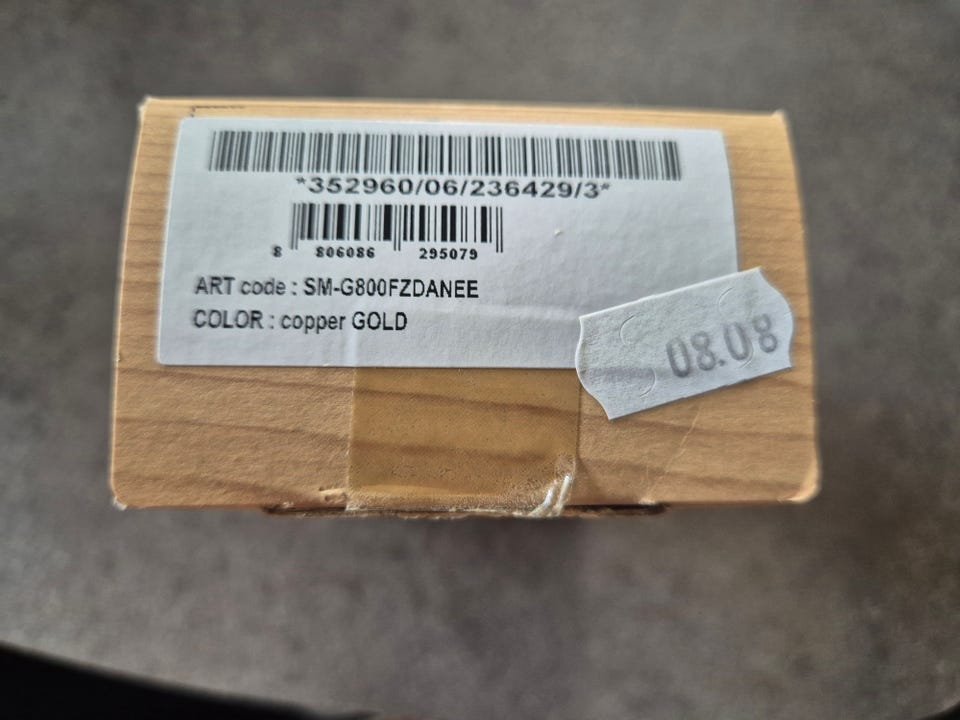 *352960/06/236429/3*
8 806086 295079
ART code : SM-G800FZDANEE
COLOR : copper GOLD
08.08